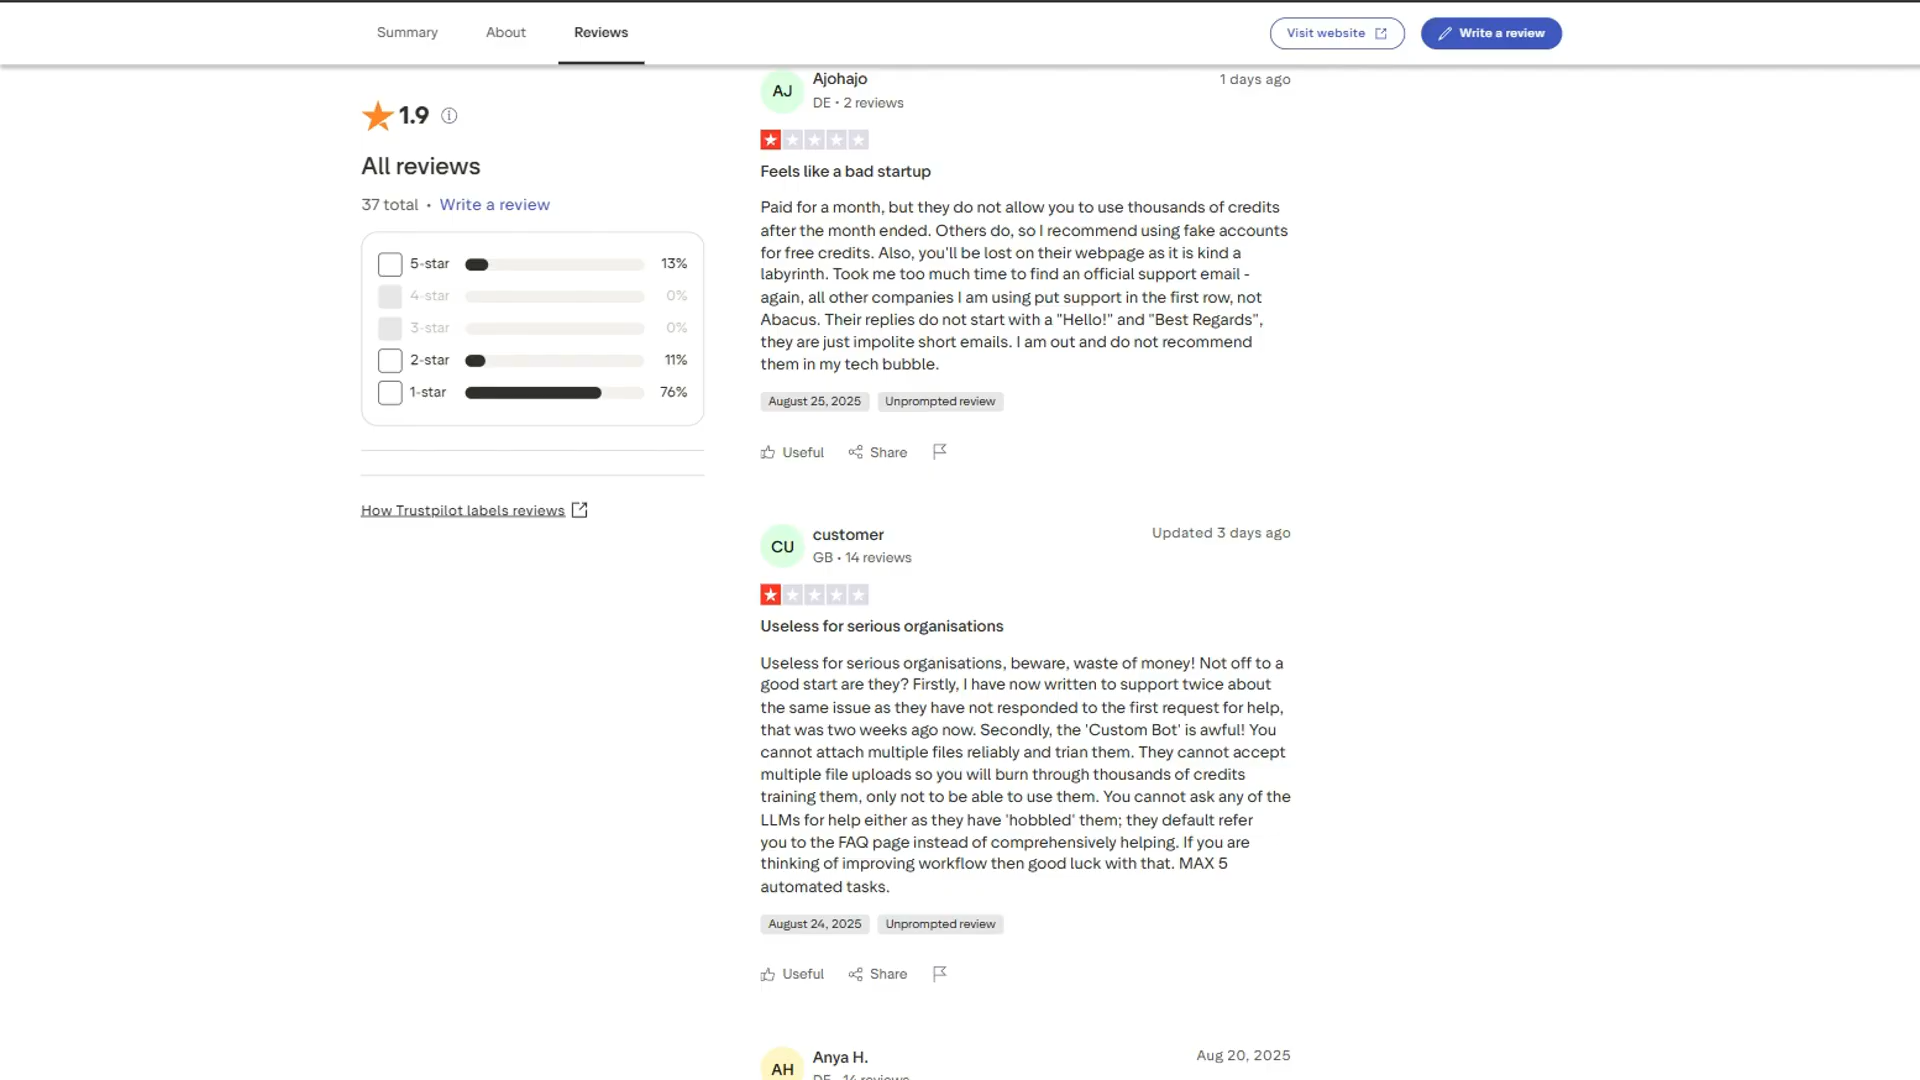 Summary
About
Reviews
Visit website
Write a review
1.9
All reviews
37 total • Write a review
5-star 13%
4-star 0%
3-star 0%
2-star 11%
1-star 76%
How Trustpilot labels reviews
AJ
Ajohajo
DE • 2 reviews
1 days ago
Feels like a bad startup
Paid for a month, but they do not allow you to use thousands of credits
after the month ended. Others do, so I recommend using fake accounts
for free credits. Also, you'll be lost on their webpage as it is kind a
labyrinth. Took me too much time to find an official support email -
again, all other companies I am using put support in the first row, not
Abacus. Their replies do not start with a "Hello!" and "Best Regards",
they are just impolite short emails. I am out and do not recommend
them in my tech bubble.
August 25, 2025
Unprompted review
Useful
Share
CU
customer
GB • 14 reviews
Updated 3 days ago
Useless for serious organisations
Useless for serious organisations, beware, waste of money! Not off to a
good start are they? Firstly, I have now written to support twice about
the same issue as they have not responded to the first request for help,
that was two weeks ago now. Secondly, the 'Custom Bot' is awful! You
cannot attach multiple files reliably and trian them. They cannot accept
multiple file uploads so you will burn through thousands of credits
training them, only not to be able to use them. You cannot ask any of the
LLMs for help either as they have 'hobbled' them; they default refer
you to the FAQ page instead of comprehensively helping. If you are
thinking of improving workflow then good luck with that. MAX 5
automated tasks.
August 24, 2025
Unprompted review
Useful
Share
AH
Anya H.
DE • 14 reviews
Aug 20, 2025